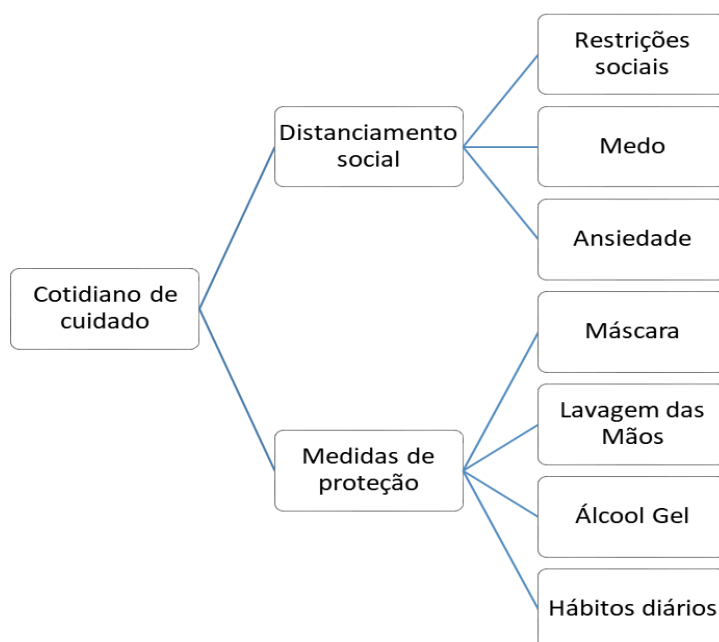 Restrições
sociais
Distanciamento
social
Medo
Ansiedade
Cotidiano de
cuidado
Máscara
Lavagem das
Mãos
Medidas de
proteção
Álcool Gel
Hábitos diários